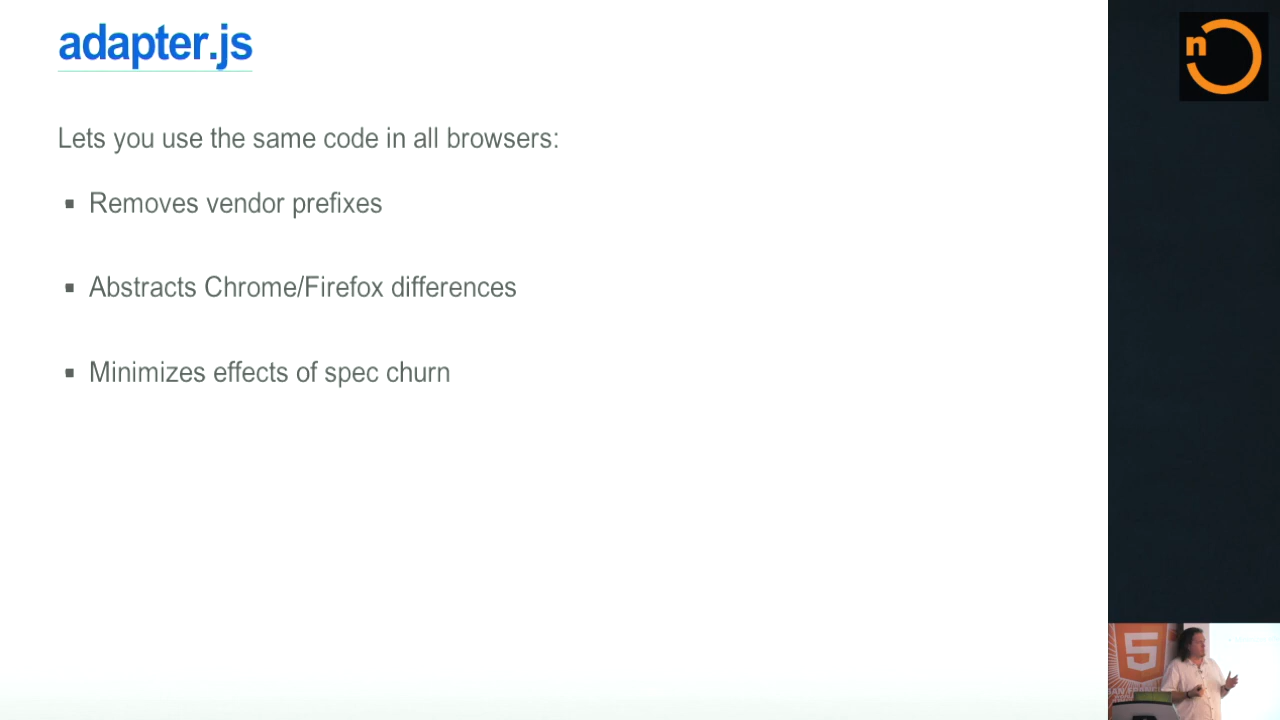 adapter.js
Lets you use the same code in all browsers:
▪ Removes vendor prefixes
▪ Abstracts Chrome/Firefox differences
▪ Minimizes effects of spec churn
n
5